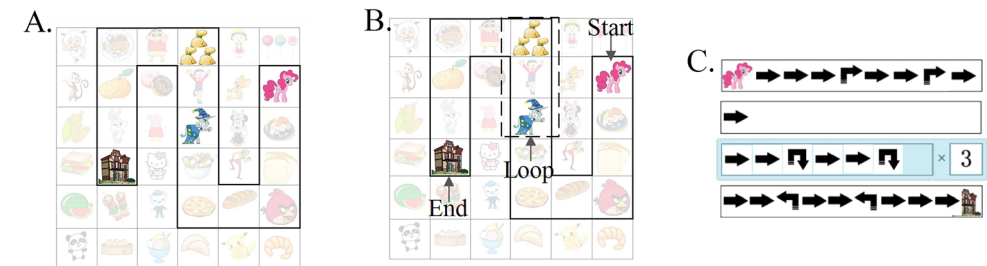 A.
B.
Start
Loop
End
C.
× 3